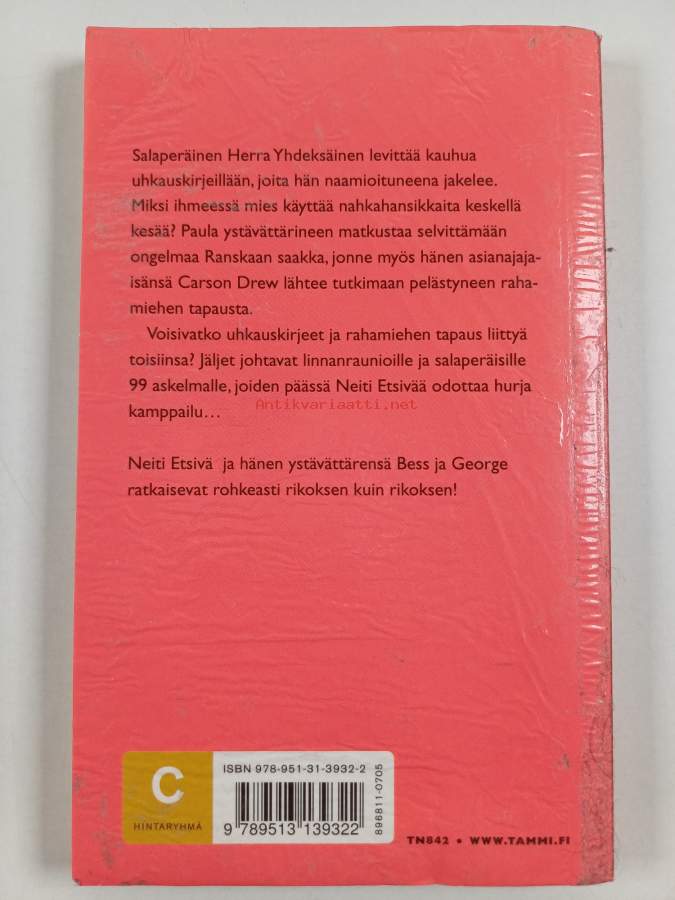 Salaperäinen Herra Yhdeksäinen levittää kauhua
uhkauskirjeillään, joita hän naamioituneena jakelee.
Miksi ihmeessä mies käyttää nahkahansikkaita keskellä
kesää? Paula ystävättärineen matkustaa selvittämään
ongelmaa Ranskaan saakka, jonne myös hänen asianajaja-
isänsä Carson Drew lähtee tutkimaan pelästyneen raha-
miehen tapausta.
Voisivatko uhkauskirjeet ja rahamiehen tapaus liittyä
toisiinsa? Jäljet johtavat linnanraunioille ja salaperäisille
99 askelmalle, joiden päässä Neiti Etsivää odottaa hurja
Antikvariaatti.net
kamppailu...
Neiti Etsivä ja hänen ystävättärensä Bess ja George
ratkaisevat rohkeasti rikoksen kuin rikoksen!
C
HINTARYHMÄ
ISBN 978-951-31-3932-2
9 789513 139322
896811-0705
TN842 • WWW.TAMMI.FI